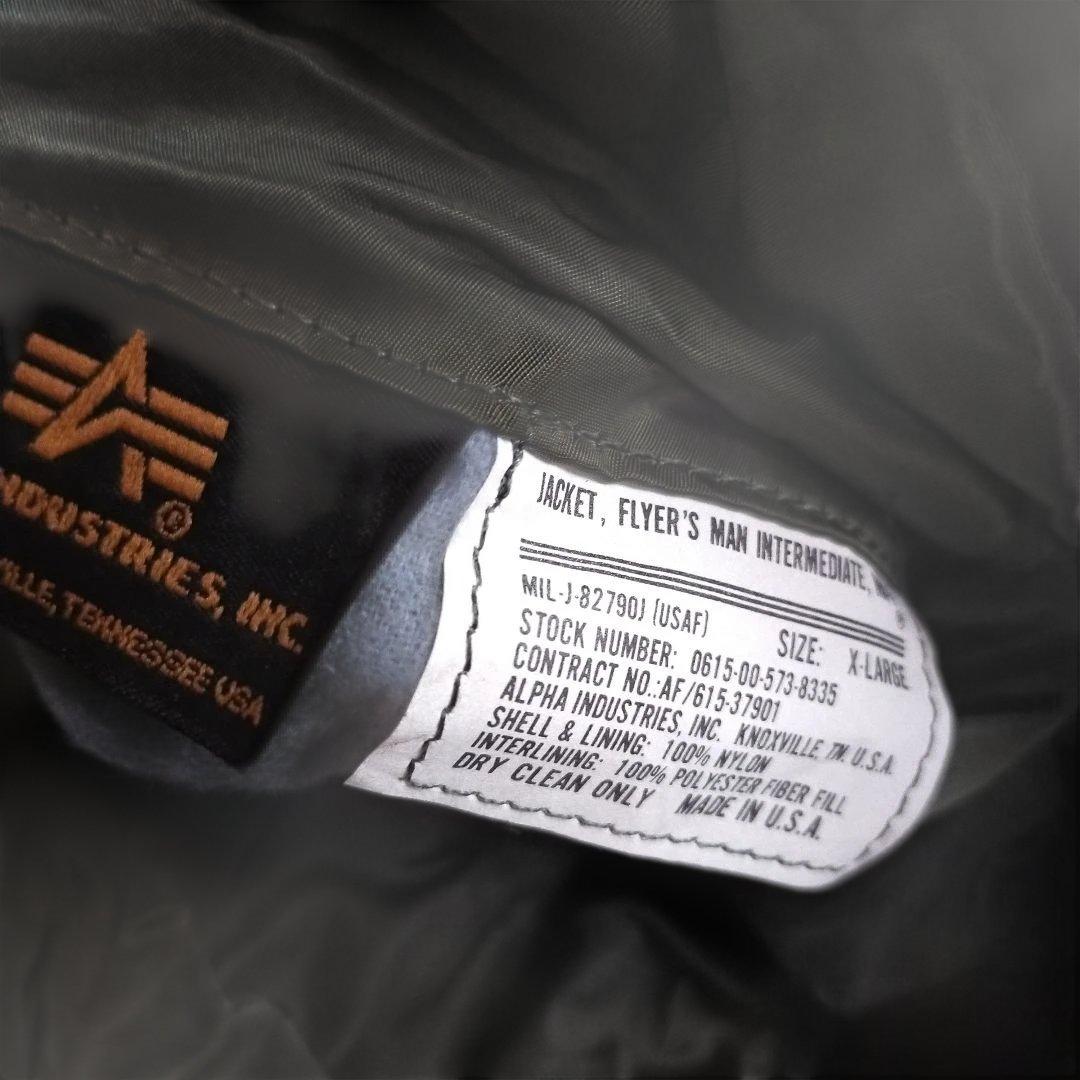 INDUSTRIES, INC.
TENNESSEE USA
JACKET, FLYER'S MAN INTERMEDIATE,
MIL-J-82790J (USAF)
SIZE: X-LARGE
STOCK NUMBER: 0615-00-573-8335
CONTRACT NO.:AF/615-37901
ALPHA INDUSTRIES, INC. KNOXVILLE, TN. U.S.A.
SHELL & LINING: 100% NYLON
INTERLINING: 100% POLYESTER FIBER FILL
DRY CLEAN ONLY MADE IN U.S.A.